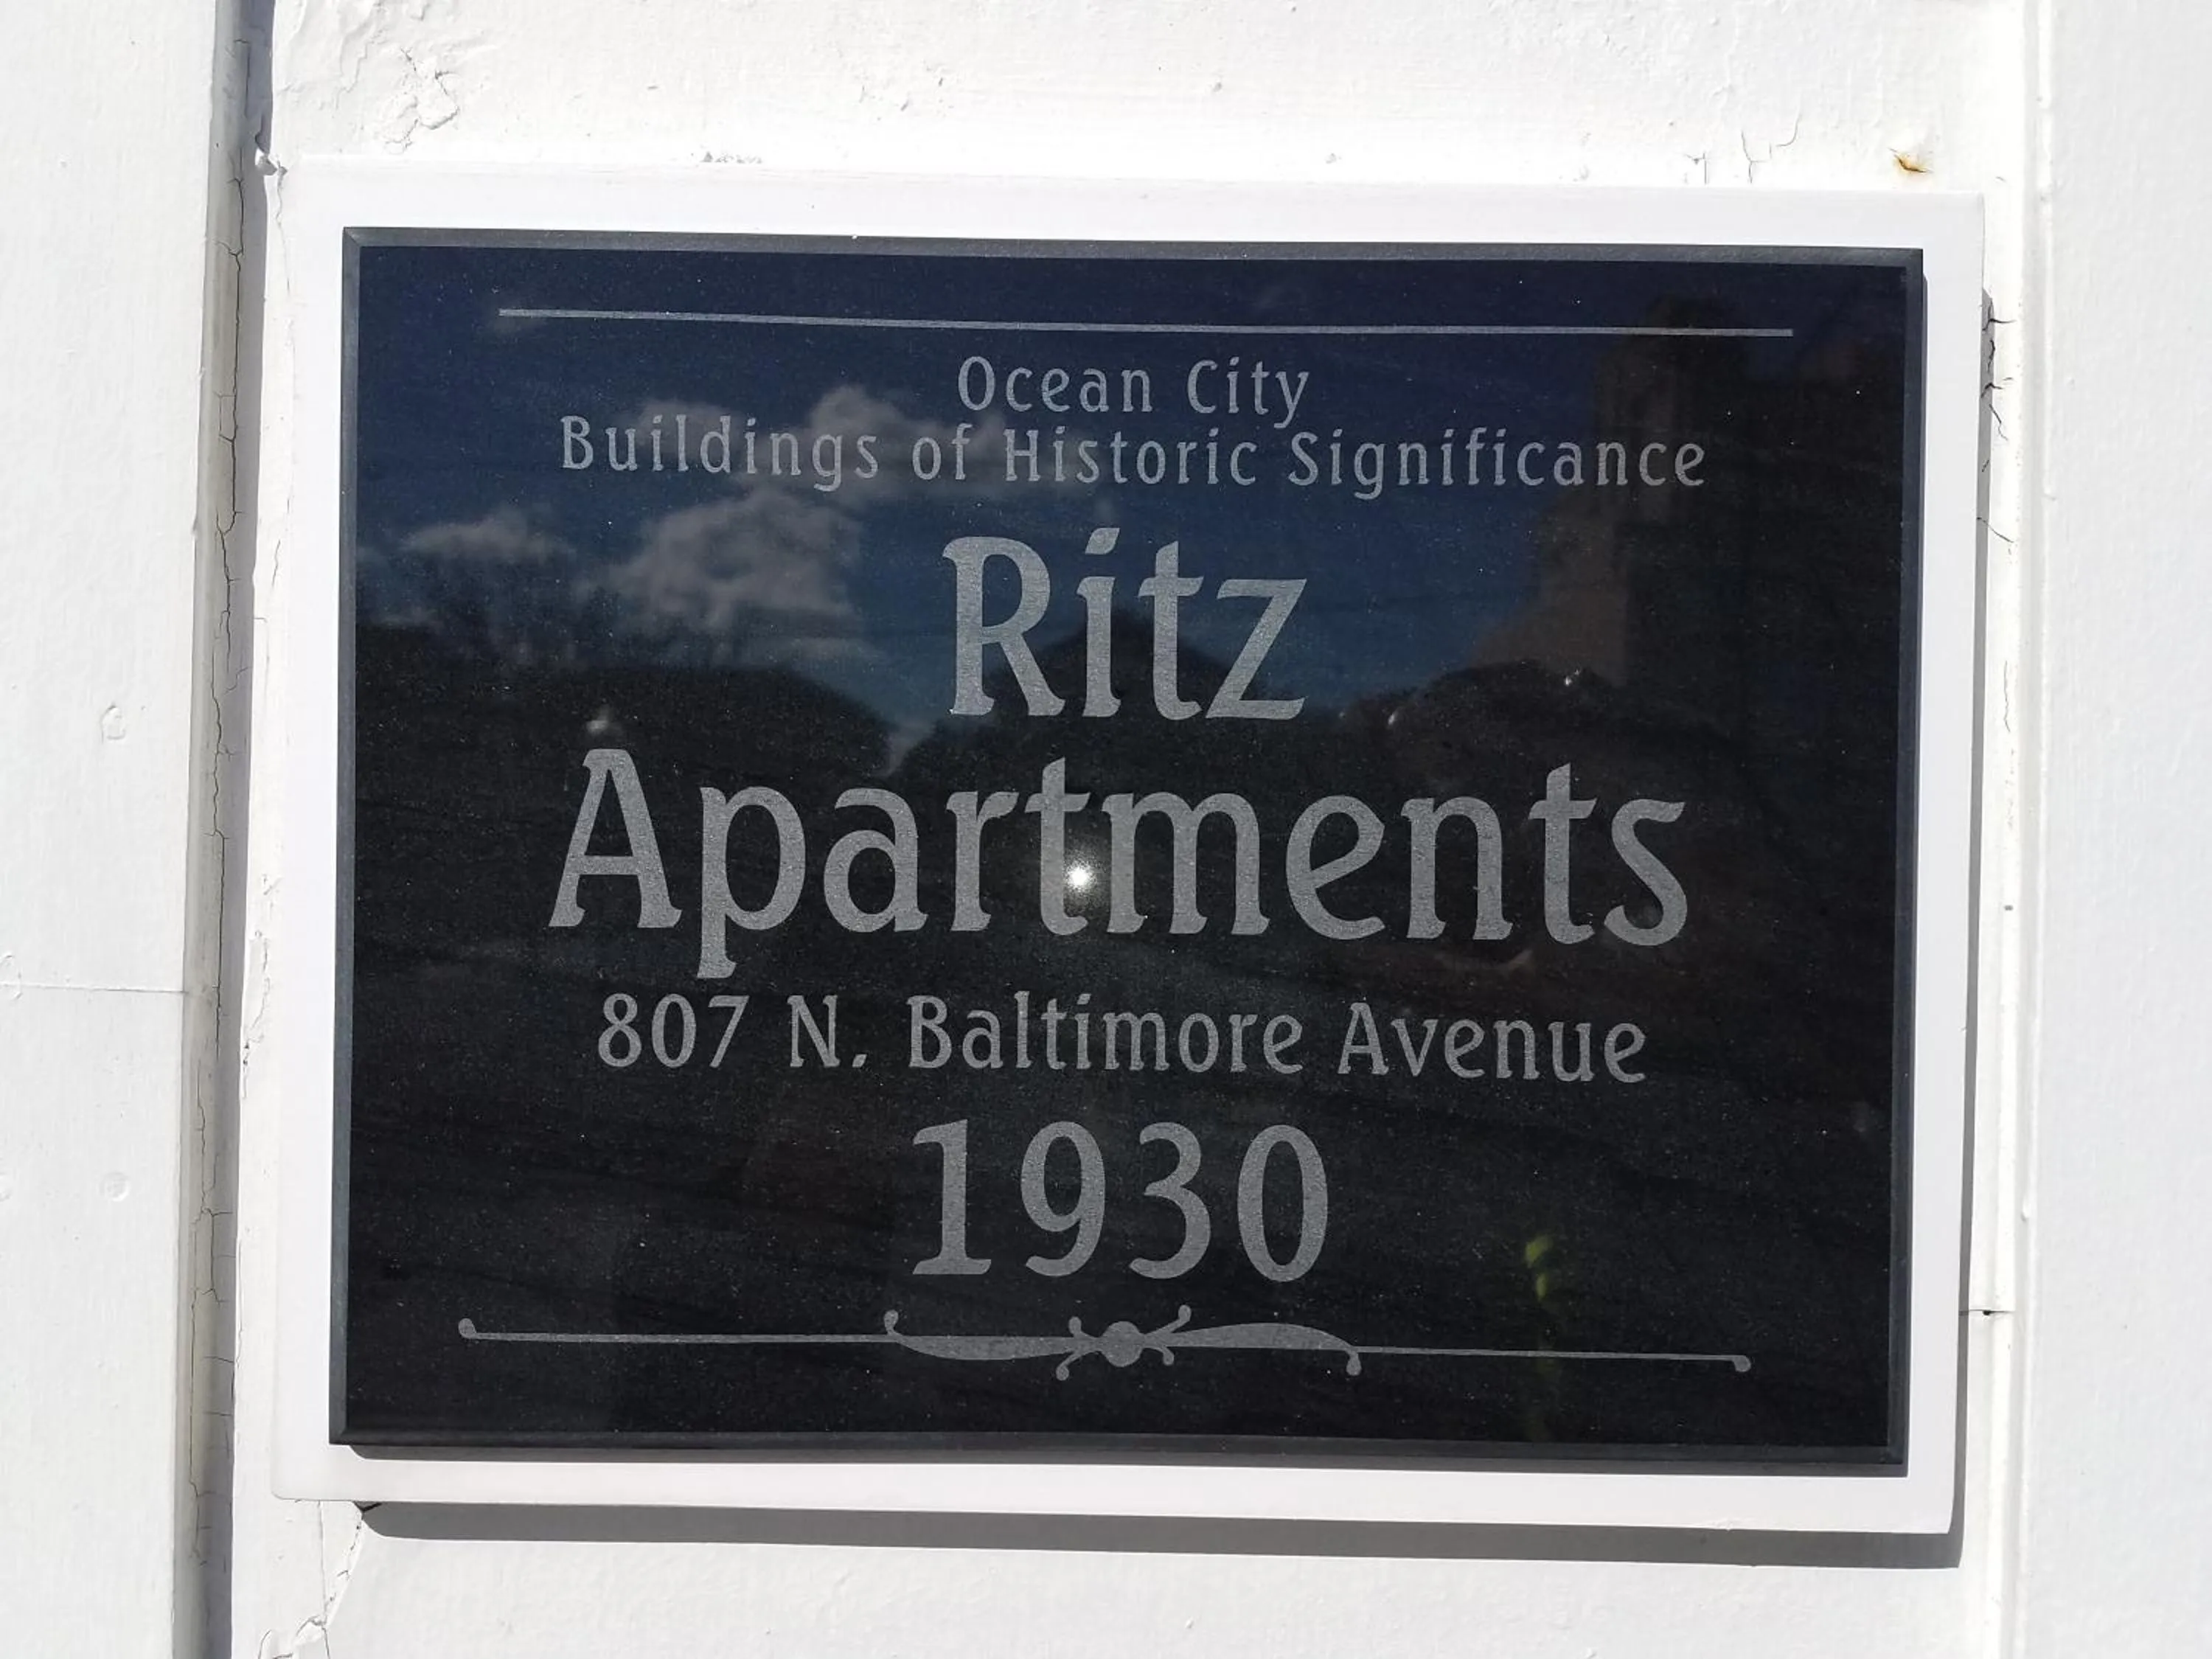 Ocean City
Buildings of Historic Significance
Ritz
Apartments
807 N. Baltimore Avenue
1930